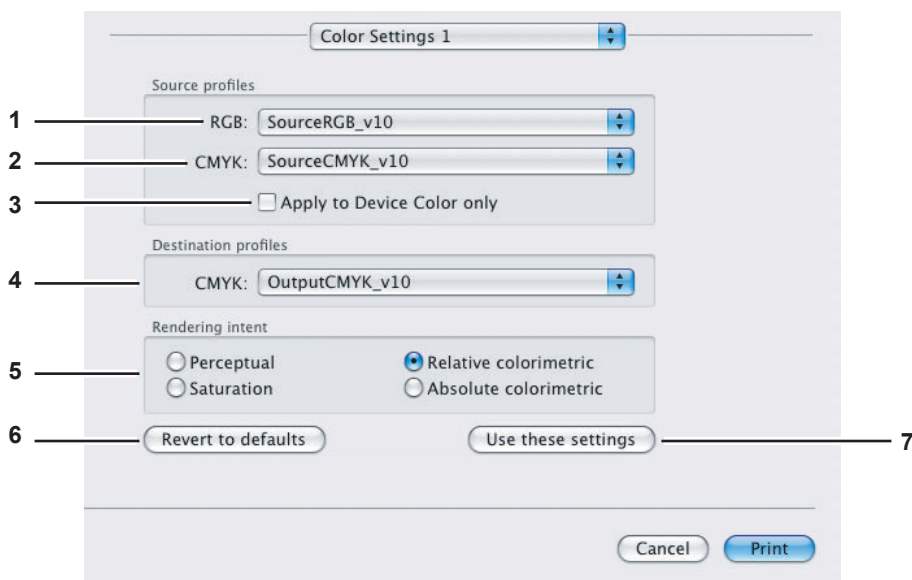 Color Settings 1
Source profiles
1 RGB: SourceRGB_v10
2 CMYK: SourceCMYK_v10
3 Apply to Device Color only
Destination profiles
4 CMYK: OutputCMYK_v10
Rendering intent
5 Perceptual Relative colorimetric
Saturation Absolute colorimetric
6 Revert to defaults Use these settings 7
Cancel Print